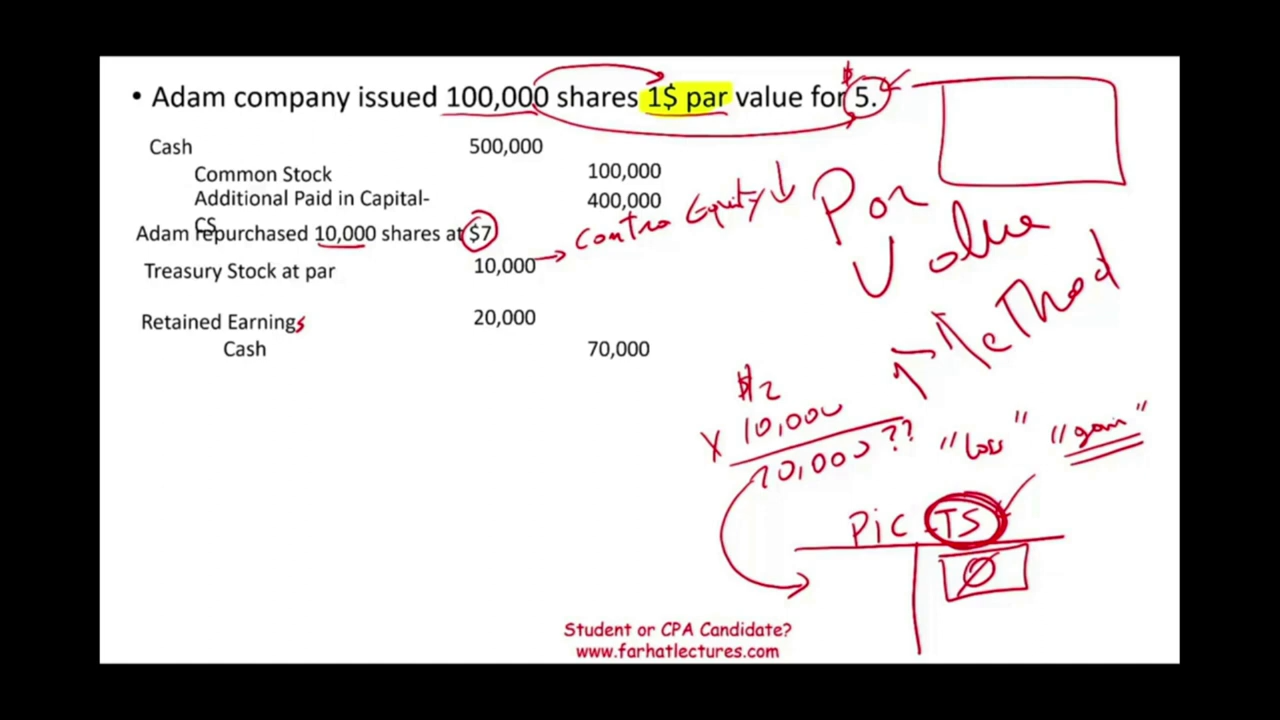 • Adam company issued 100,000 shares 1$ par value for $ 5.
Cash 500,000
Common Stock 100,000
Additional Paid in Capital- 400,000
CS
Adam repurchased 10,000 shares at $7
Treasury Stock at par 10,000
Contra Equity
Par
Value
Method
Retained Earnings 20,000
Cash 70,000
$2
X 10,000
20,000 ??
"loss" "gain"
Pic - TS
0
Student or CPA Candidate?
www.farhatlectures.com